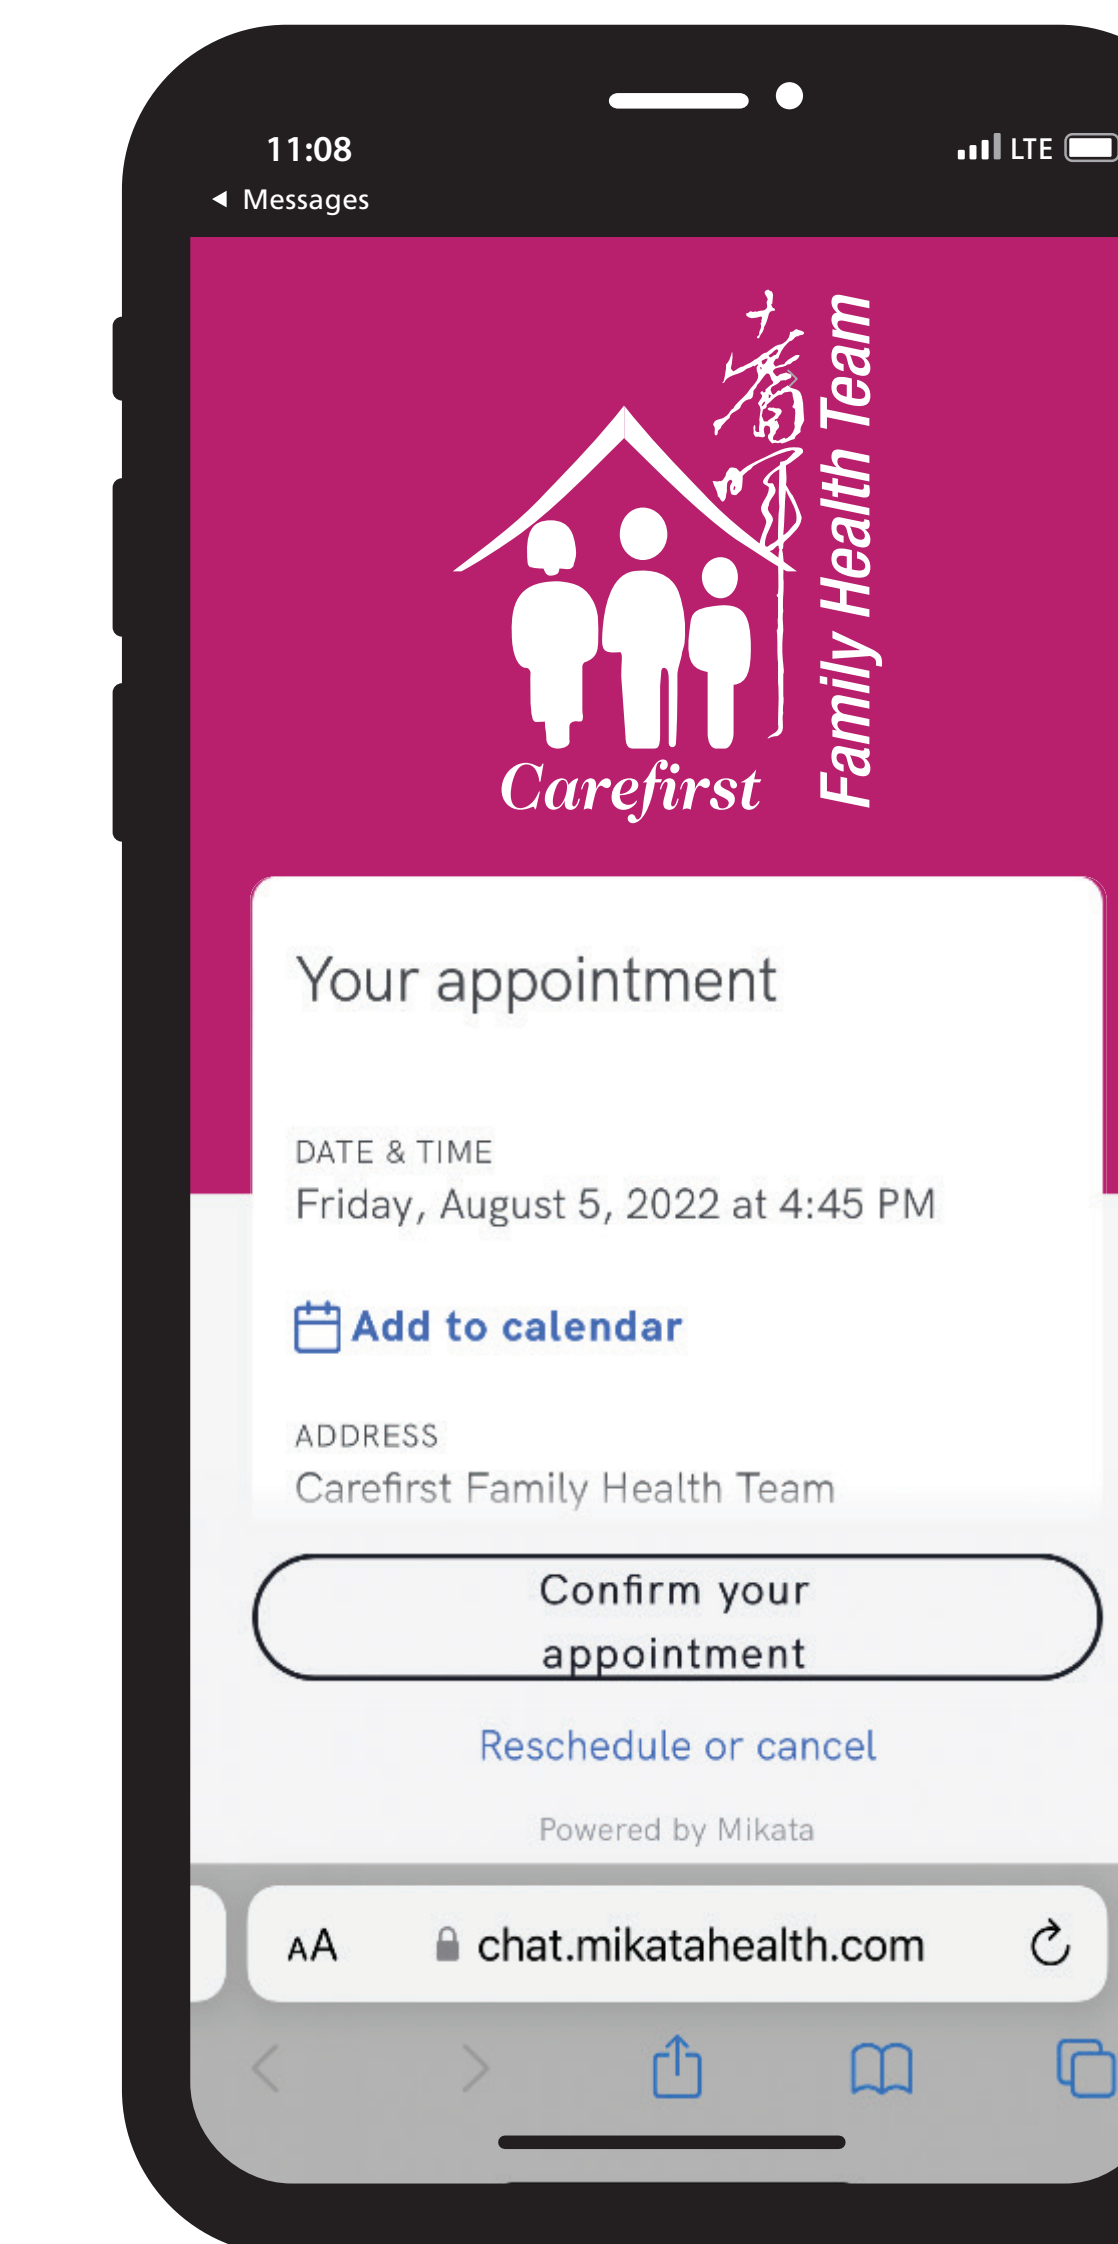 11:08
LTE
Messages
耆暉
Family Health Team
Carefirst
Your appointment
DATE & TIME
Friday, August 5, 2022 at 4:45 PM
Add to calendar
ADDRESS
Carefirst Family Health Team
Confirm your
appointment
Reschedule or cancel
Powered by Mikata
AA
chat.mikatahealth.com